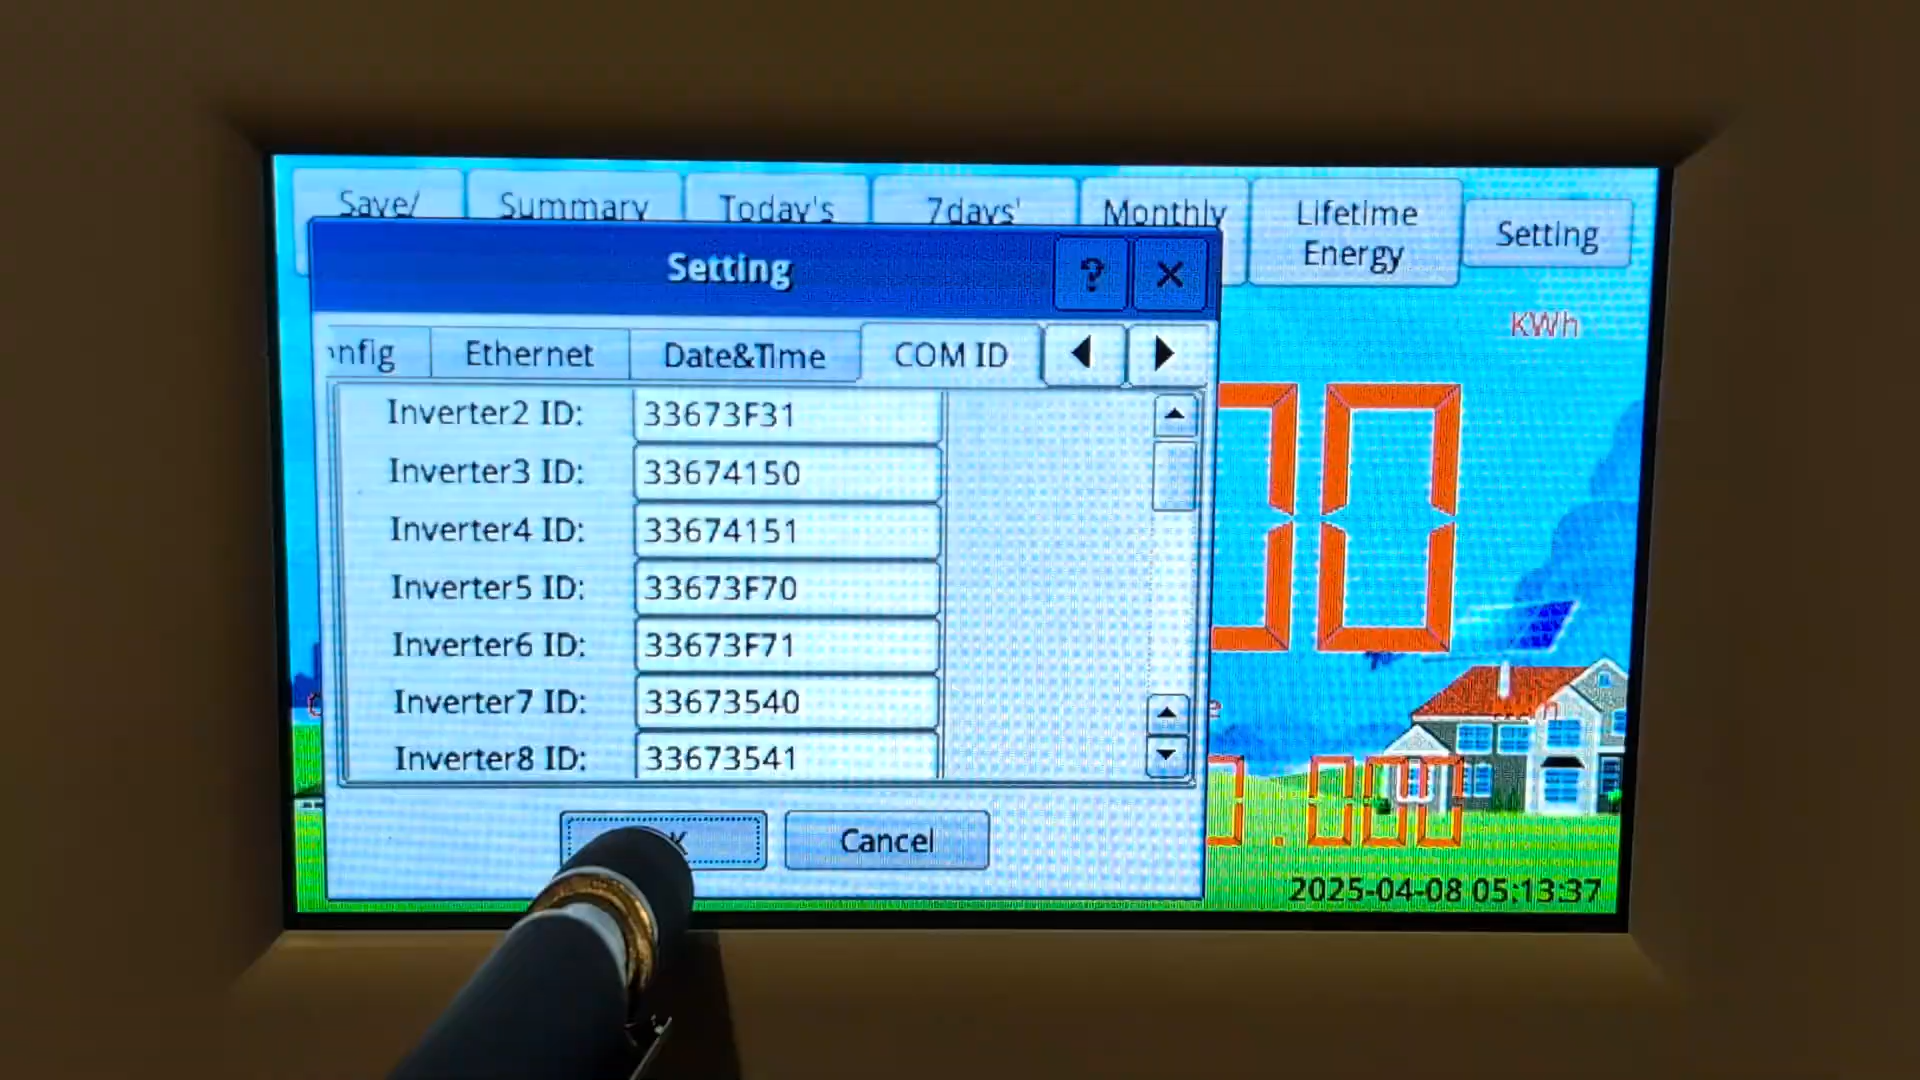 Save/ Summary Today's 7days' Monthly Lifetime Energy Setting
Setting ? ×
Ethernet Date&Time COM ID
KWh
Inverter2 ID: 33673F31
Inverter3 ID: 33674150
Inverter4 ID: 33674151
Inverter5 ID: 33673F70
Inverter6 ID: 33673F71
Inverter7 ID: 33673540
Inverter8 ID: 33673541
Cancel
2025-04-08 05:13:37